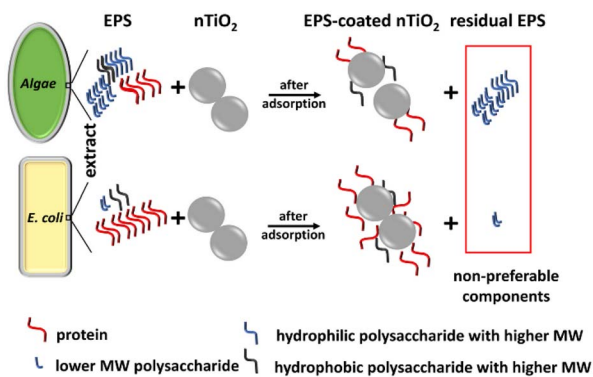 EPS nTiO₂ EPS-coated nTiO₂ residual EPS
Algae
+
after
adsorption
+
extract
E. coli
+
after
adsorption
+
non-preferable
components
protein
hydrophilic polysaccharide with higher MW
lower MW polysaccharide
hydrophobic polysaccharide with higher MW